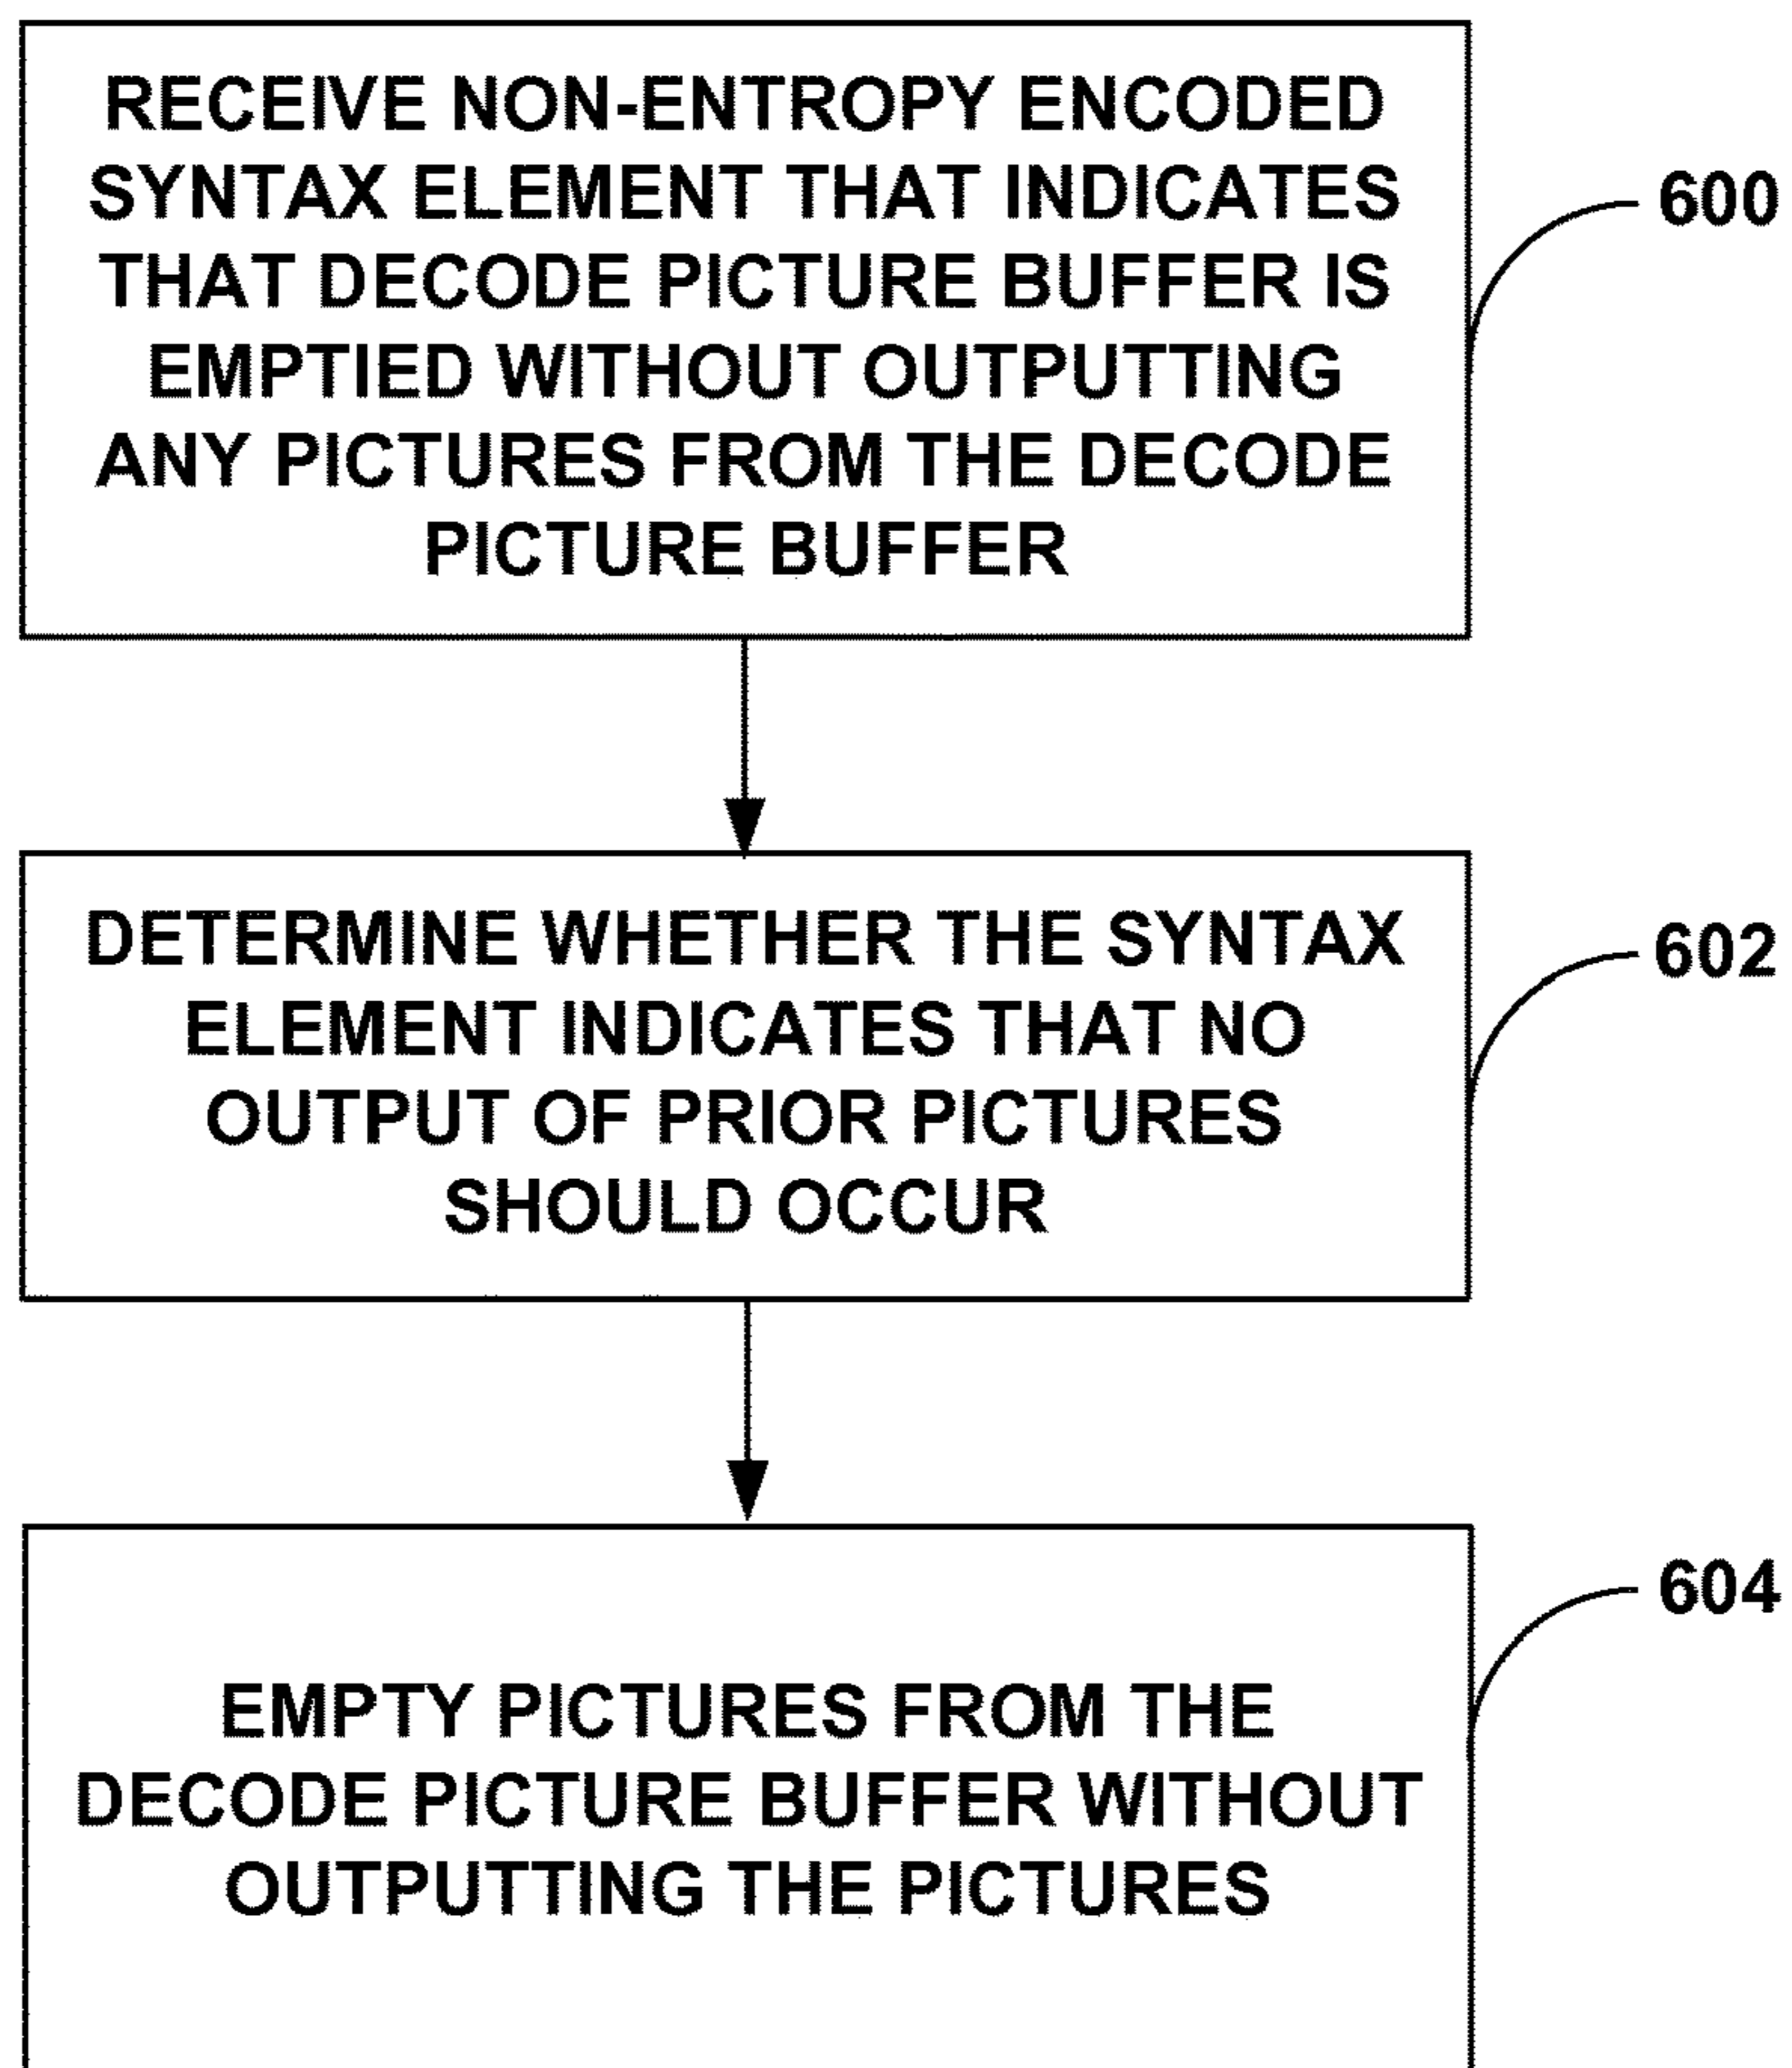 RECEIVE NON-ENTROPY ENCODED
SYNTAX ELEMENT THAT INDICATES
THAT DECODE PICTURE BUFFER IS
EMPTIED WITHOUT OUTPUTTING
ANY PICTURES FROM THE DECODE
PICTURE BUFFER
600
DETERMINE WHETHER THE SYNTAX
ELEMENT INDICATES THAT NO
OUTPUT OF PRIOR PICTURES
SHOULD OCCUR
602
EMPTY PICTURES FROM THE
DECODE PICTURE BUFFER WITHOUT
OUTPUTTING THE PICTURES
604